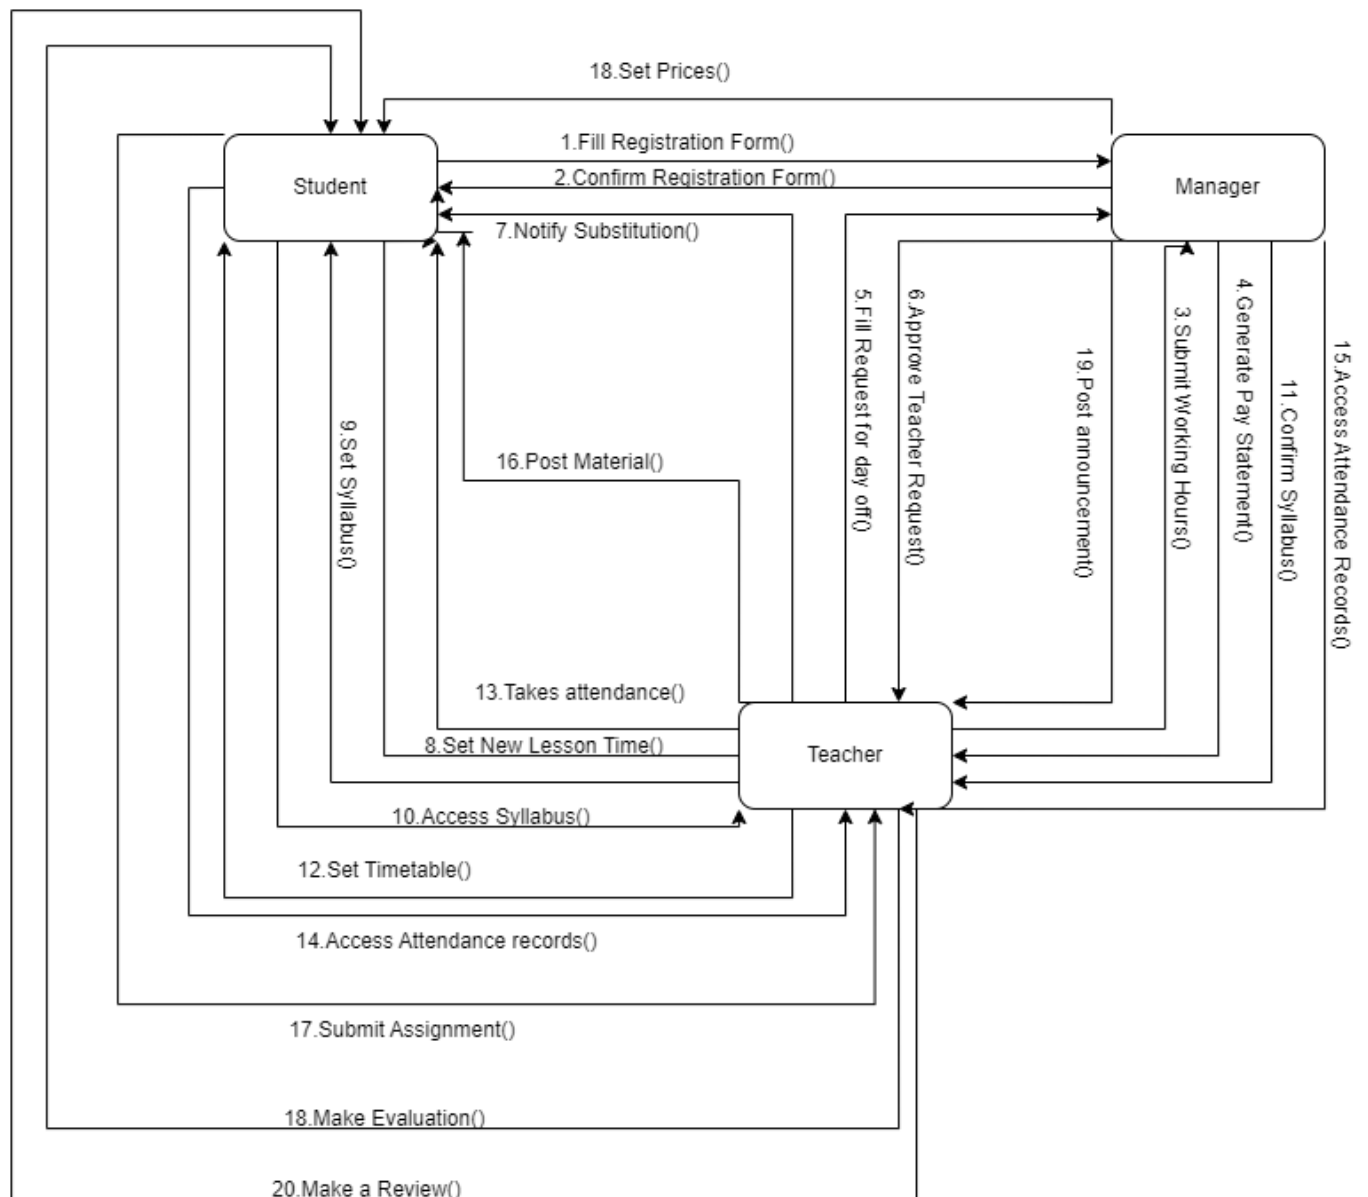 18.Set Prices()
1.Fill Registration Form()
Student
2.Confirm Registration Form()
Manager
7.Notify Substitution()
5.Fill Request for day off()
6.Approve Teacher Request()
19.Post announcement()
3.Submit Working Hours()
4.Generate Pay Statement()
11.Confirm Syllabus()
15.Access Attendance Records()
9.Set Syllabus()
16.Post Material()
13.Takes attendance()
8.Set New Lesson Time()
Teacher
10.Access Syllabus()
12.Set Timetable()
14.Access Attendance records()
17.Submit Assignment()
18.Make Evaluation()
20.Make a Review()